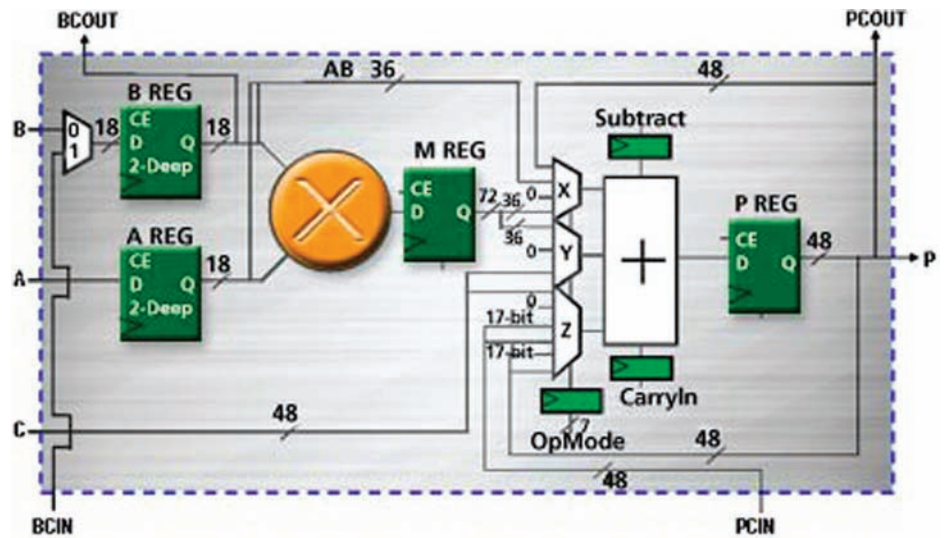 BCOUT
PCOUT
AB 36
48
B REG
Subtract
CE
B
0
18
D Q
18
1
2-Deep
M REG
X
CE
72
36
0
D Q
P REG
A REG
36
CE
48
CE
18
0
Y
+
D Q
P
A
D Q
2-Deep
0
17-bit
Z
17-bit
CarryIn
48
C
7
OpMode
48
48
BCIN
PCIN